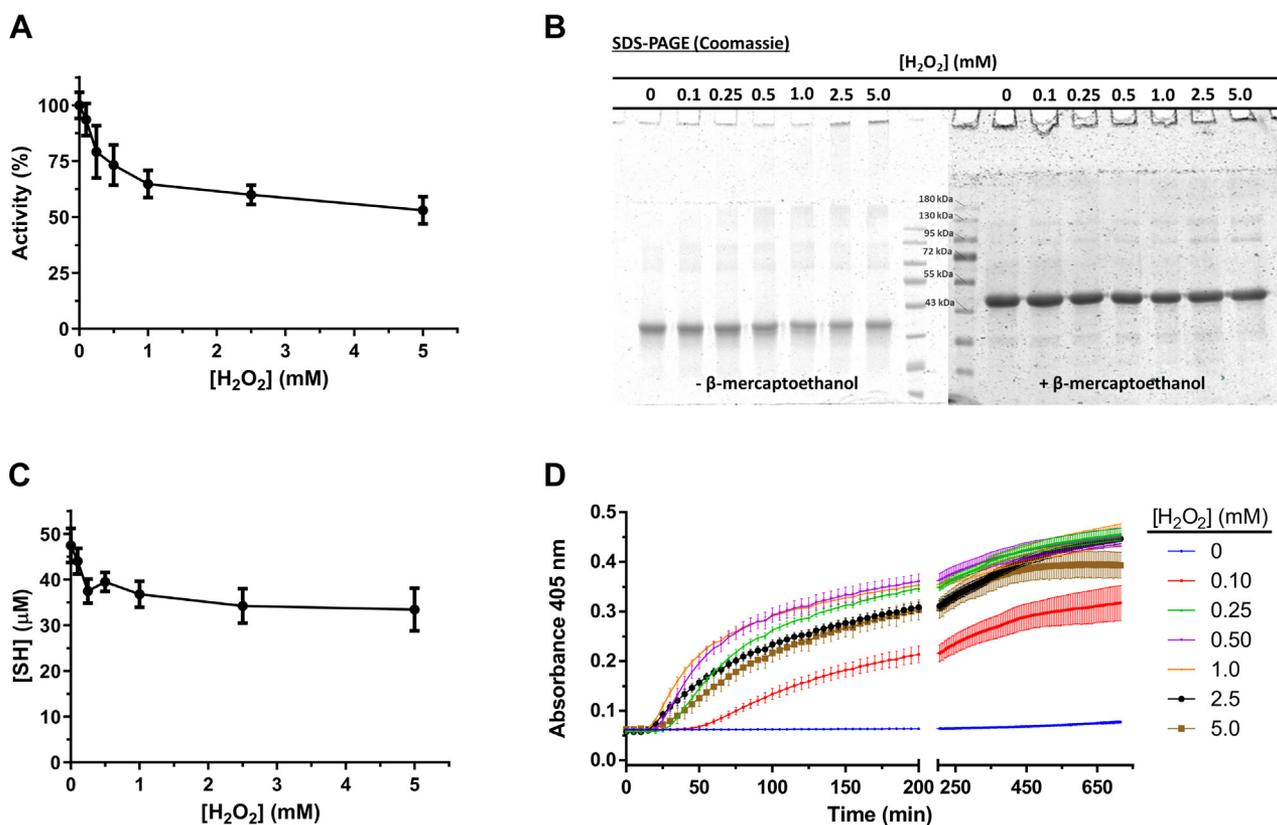 A
Activity (%)
100
75
50
25
0
0 1 2 3 4 5
[H₂O₂] (mM)
B
SDS-PAGE (Coomassie)
[H₂O₂] (mM)
0 0.1 0.25 0.5 1.0 2.5 5.0 0 0.1 0.25 0.5 1.0 2.5 5.0
180 kDa
130 kDa
95 kDa
72 kDa
55 kDa
43 kDa
- β-mercaptoethanol + β-mercaptoethanol
C
[SH] (μM)
50
40
30
20
10
0
0 1 2 3 4 5
[H₂O₂] (mM)
D
Absorbance 405 nm
0.5
0.4
0.3
0.2
0.1
0.0
0 50 100 150 200 250 450 650
Time (min)
[H₂O₂] (mM)
0
0.10
0.25
0.50
1.0
2.5
5.0